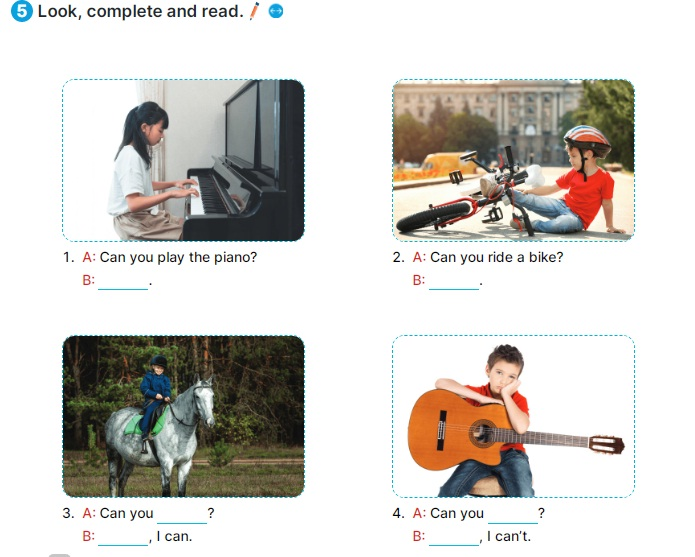 5 Look, complete and read.
1. A: Can you play the piano?
B: ______.
2. A: Can you ride a bike?
B: ______.
3. A: Can you ______?
B: ______, I can.
4. A: Can you ______?
B: ______, I can't.